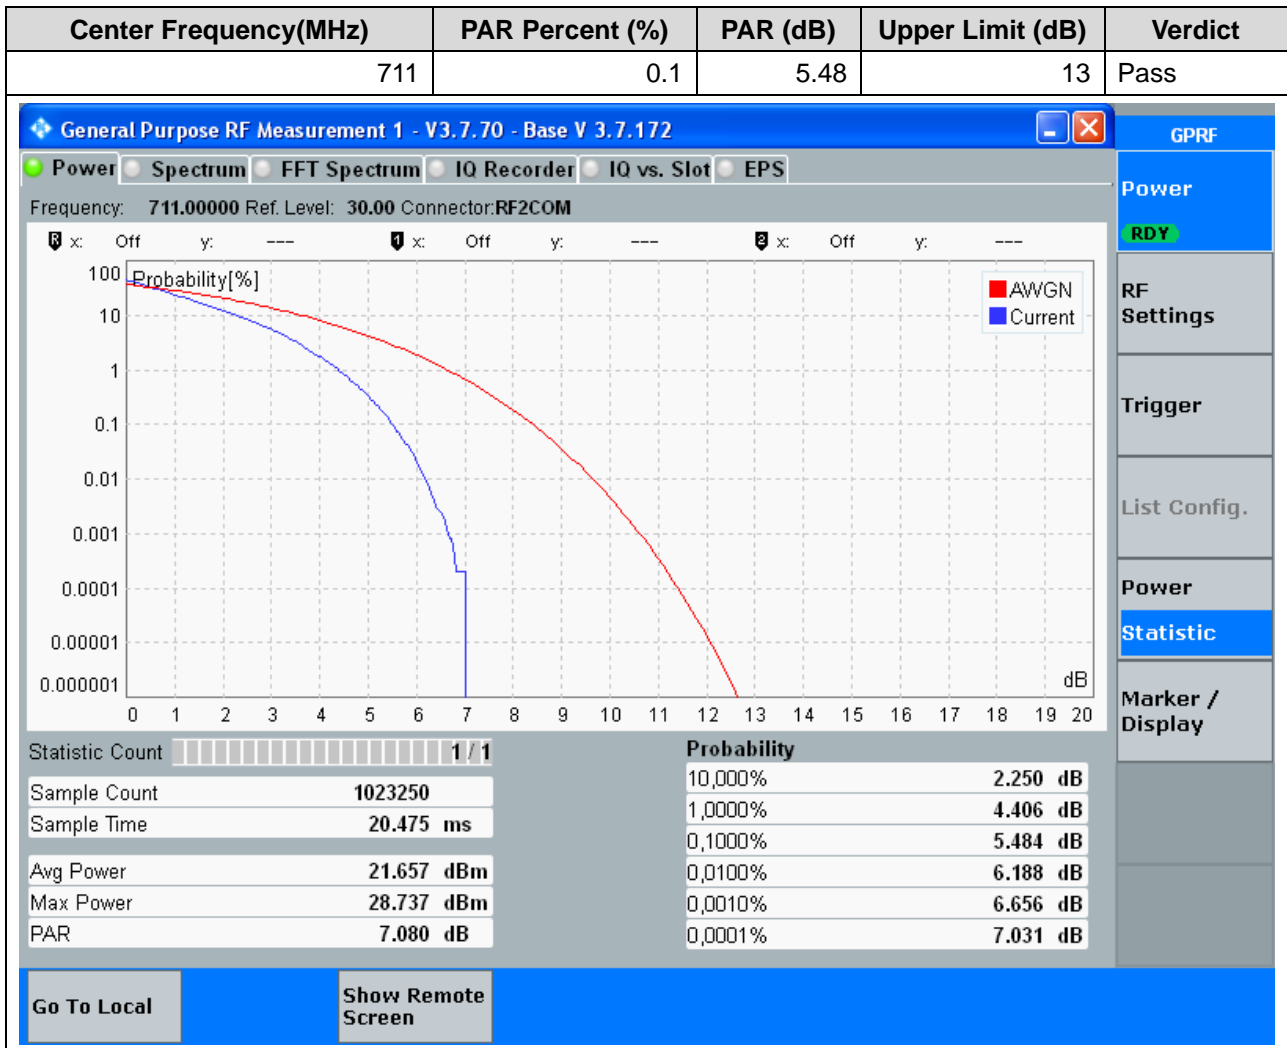 Center Frequency(MHz) PAR Percent (%) PAR (dB) Upper Limit (dB) Verdict
711 0.1 5.48 13 Pass
General Purpose RF Measurement 1 - V3.7.70 - Base V 3.7.172
GPRF
Power Spectrum FFT Spectrum IQ Recorder IQ vs. Slot EPS
Power
RDY
Frequency: 711.00000 Ref. Level: 30.00 Connector:RF2COM
R x: Off y: --- 1 x: Off y: --- 2 x: Off y: ---
Probability[%]
AWGN
Current
100
10
1
0.1
0.01
0.001
0.0001
0.00001
0.000001
dB
0 1 2 3 4 5 6 7 8 9 10 11 12 13 14 15 16 17 18 19 20
RF
Settings
Trigger
List Config.
Power
Statistic
Marker /
Display
Statistic Count 1 / 1
Sample Count 1023250
Sample Time 20.475 ms
Avg Power 21.657 dBm
Max Power 28.737 dBm
PAR 7.080 dB
Probability
10,000% 2.250 dB
1,0000% 4.406 dB
0,1000% 5.484 dB
0,0100% 6.188 dB
0,0010% 6.656 dB
0,0001% 7.031 dB
Go To Local
Show Remote
Screen